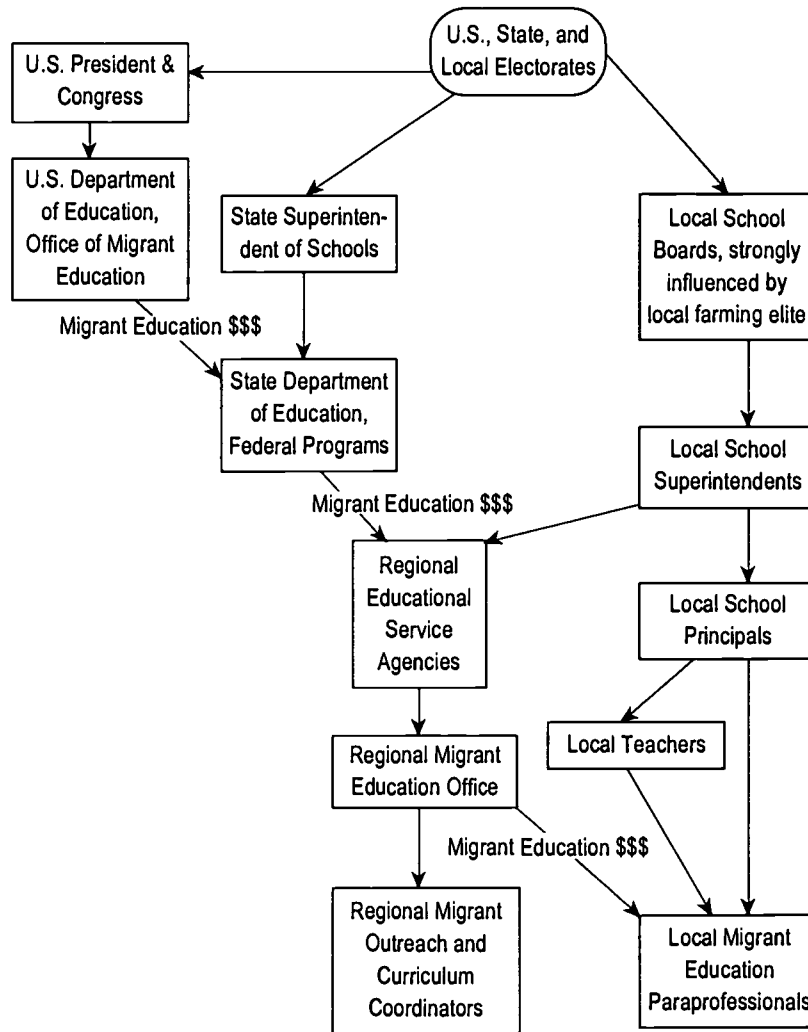 U.S., State, and
Local Electorates
U.S. President &
Congress
U.S. Department
of Education,
Office of Migrant
Education
State Superinten-
dent of Schools
Local School
Boards, strongly
influenced by
local farming elite
Migrant Education $$$
State Department
of Education,
Federal Programs
Local School
Superintendents
Migrant Education $$$
Regional
Educational
Service
Agencies
Local School
Principals
Local Teachers
Regional Migrant
Education Office
Migrant Education $$$
Regional Migrant
Outreach and
Curriculum
Coordinators
Local Migrant
Education
Paraprofessionals